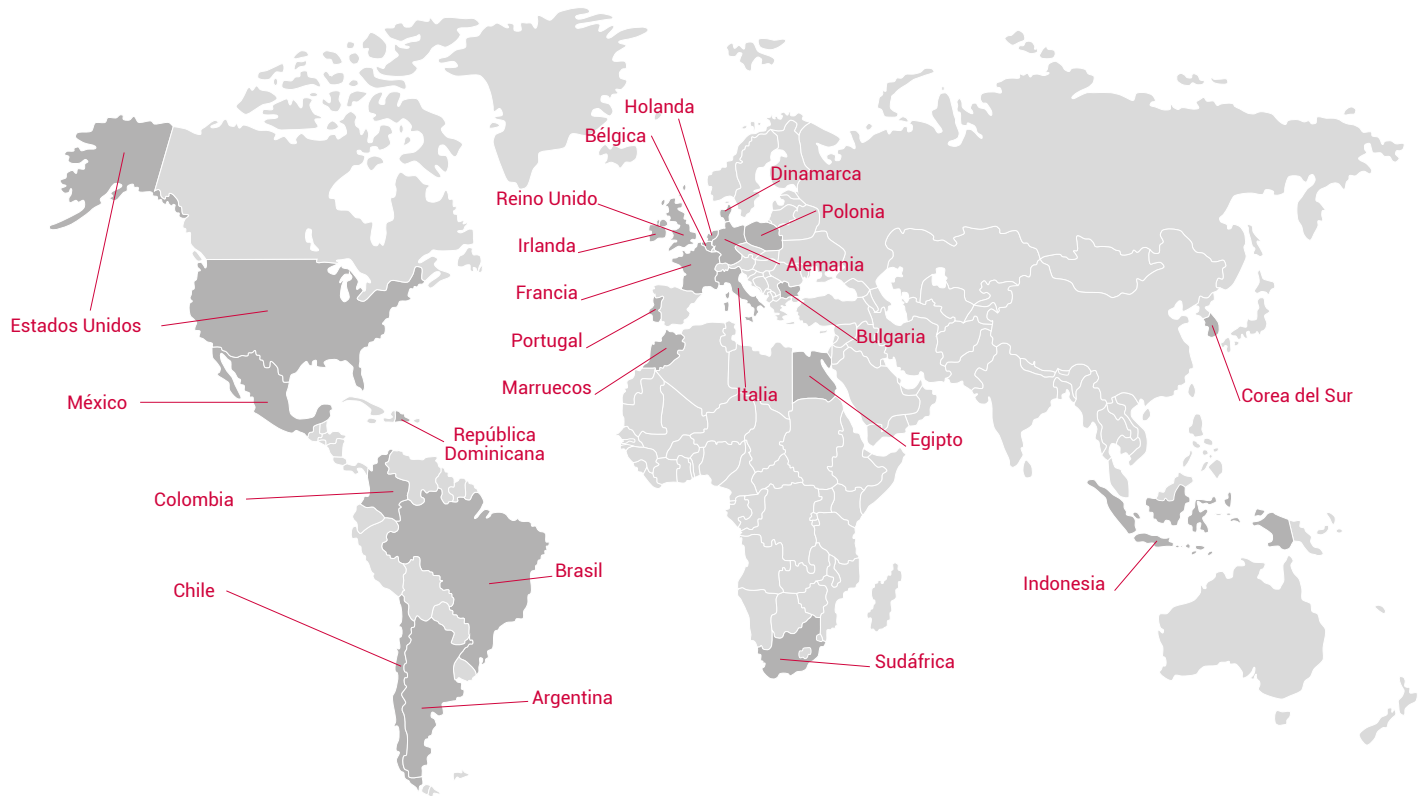 Holanda
Bélgica
Dinamarca
Reino Unido
Polonia
Irlanda
Alemania
Francia
Estados Unidos
Portugal
Bulgaria
Marruecos
Italia
Corea del Sur
México
República
Dominicana
Egipto
Colombia
Brasil
Indonesia
Chile
Sudáfrica
Argentina